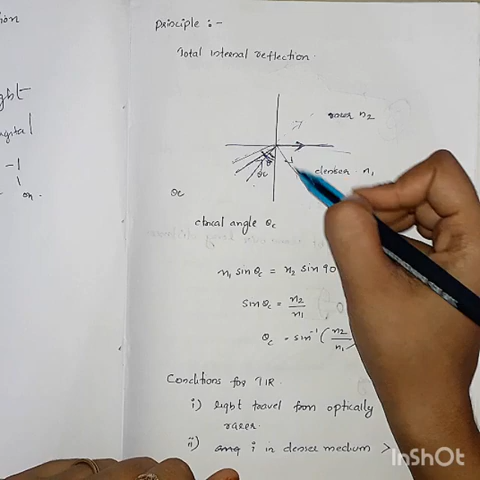 ion
ght
ngital
-1
on.
Principle :-
Total internal reflection.
rarer n2
denser n1
θc
θc
critical angle θc
n1 sin θc = n2 sin 90
sin θc = n2/n1
θc = sin⁻¹ (n2/n1
Conditions for TIR.
i) light travel from optically
rarer.
ii) i in denser medium >
InShOt